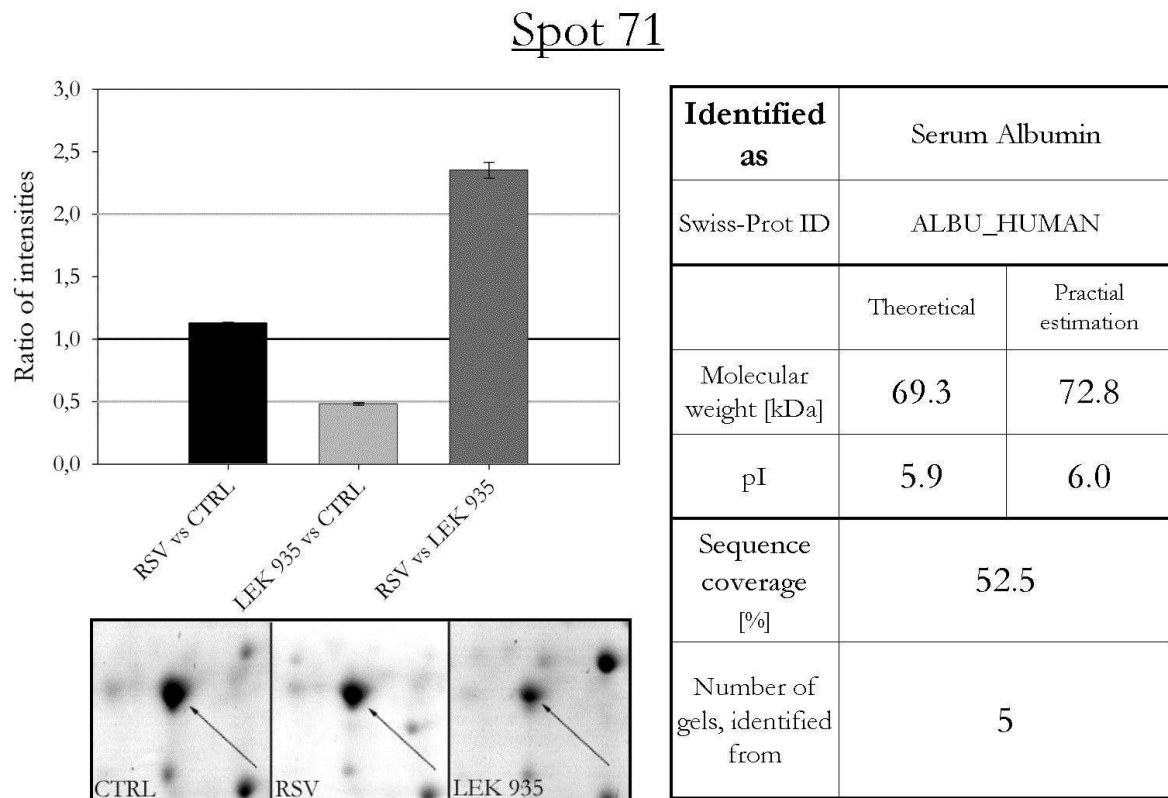 Spot 71
Ratio of intensities
3,0
2,5
2,0
1,5
1,0
0,5
0,0
RSV vs CTRL
LEK 935 vs CTRL
RSV vs LEK 935
CTRL
RSV
LEK 935
Identified
as
Serum Albumin
Swiss-Prot ID
ALBU_HUMAN
Theoretical
Practial
estimation
Molecular
weight [kDa]
69.3
72.8
pI
5.9
6.0
Sequence
coverage
[%]
52.5
Number of
gels, identified
from
5